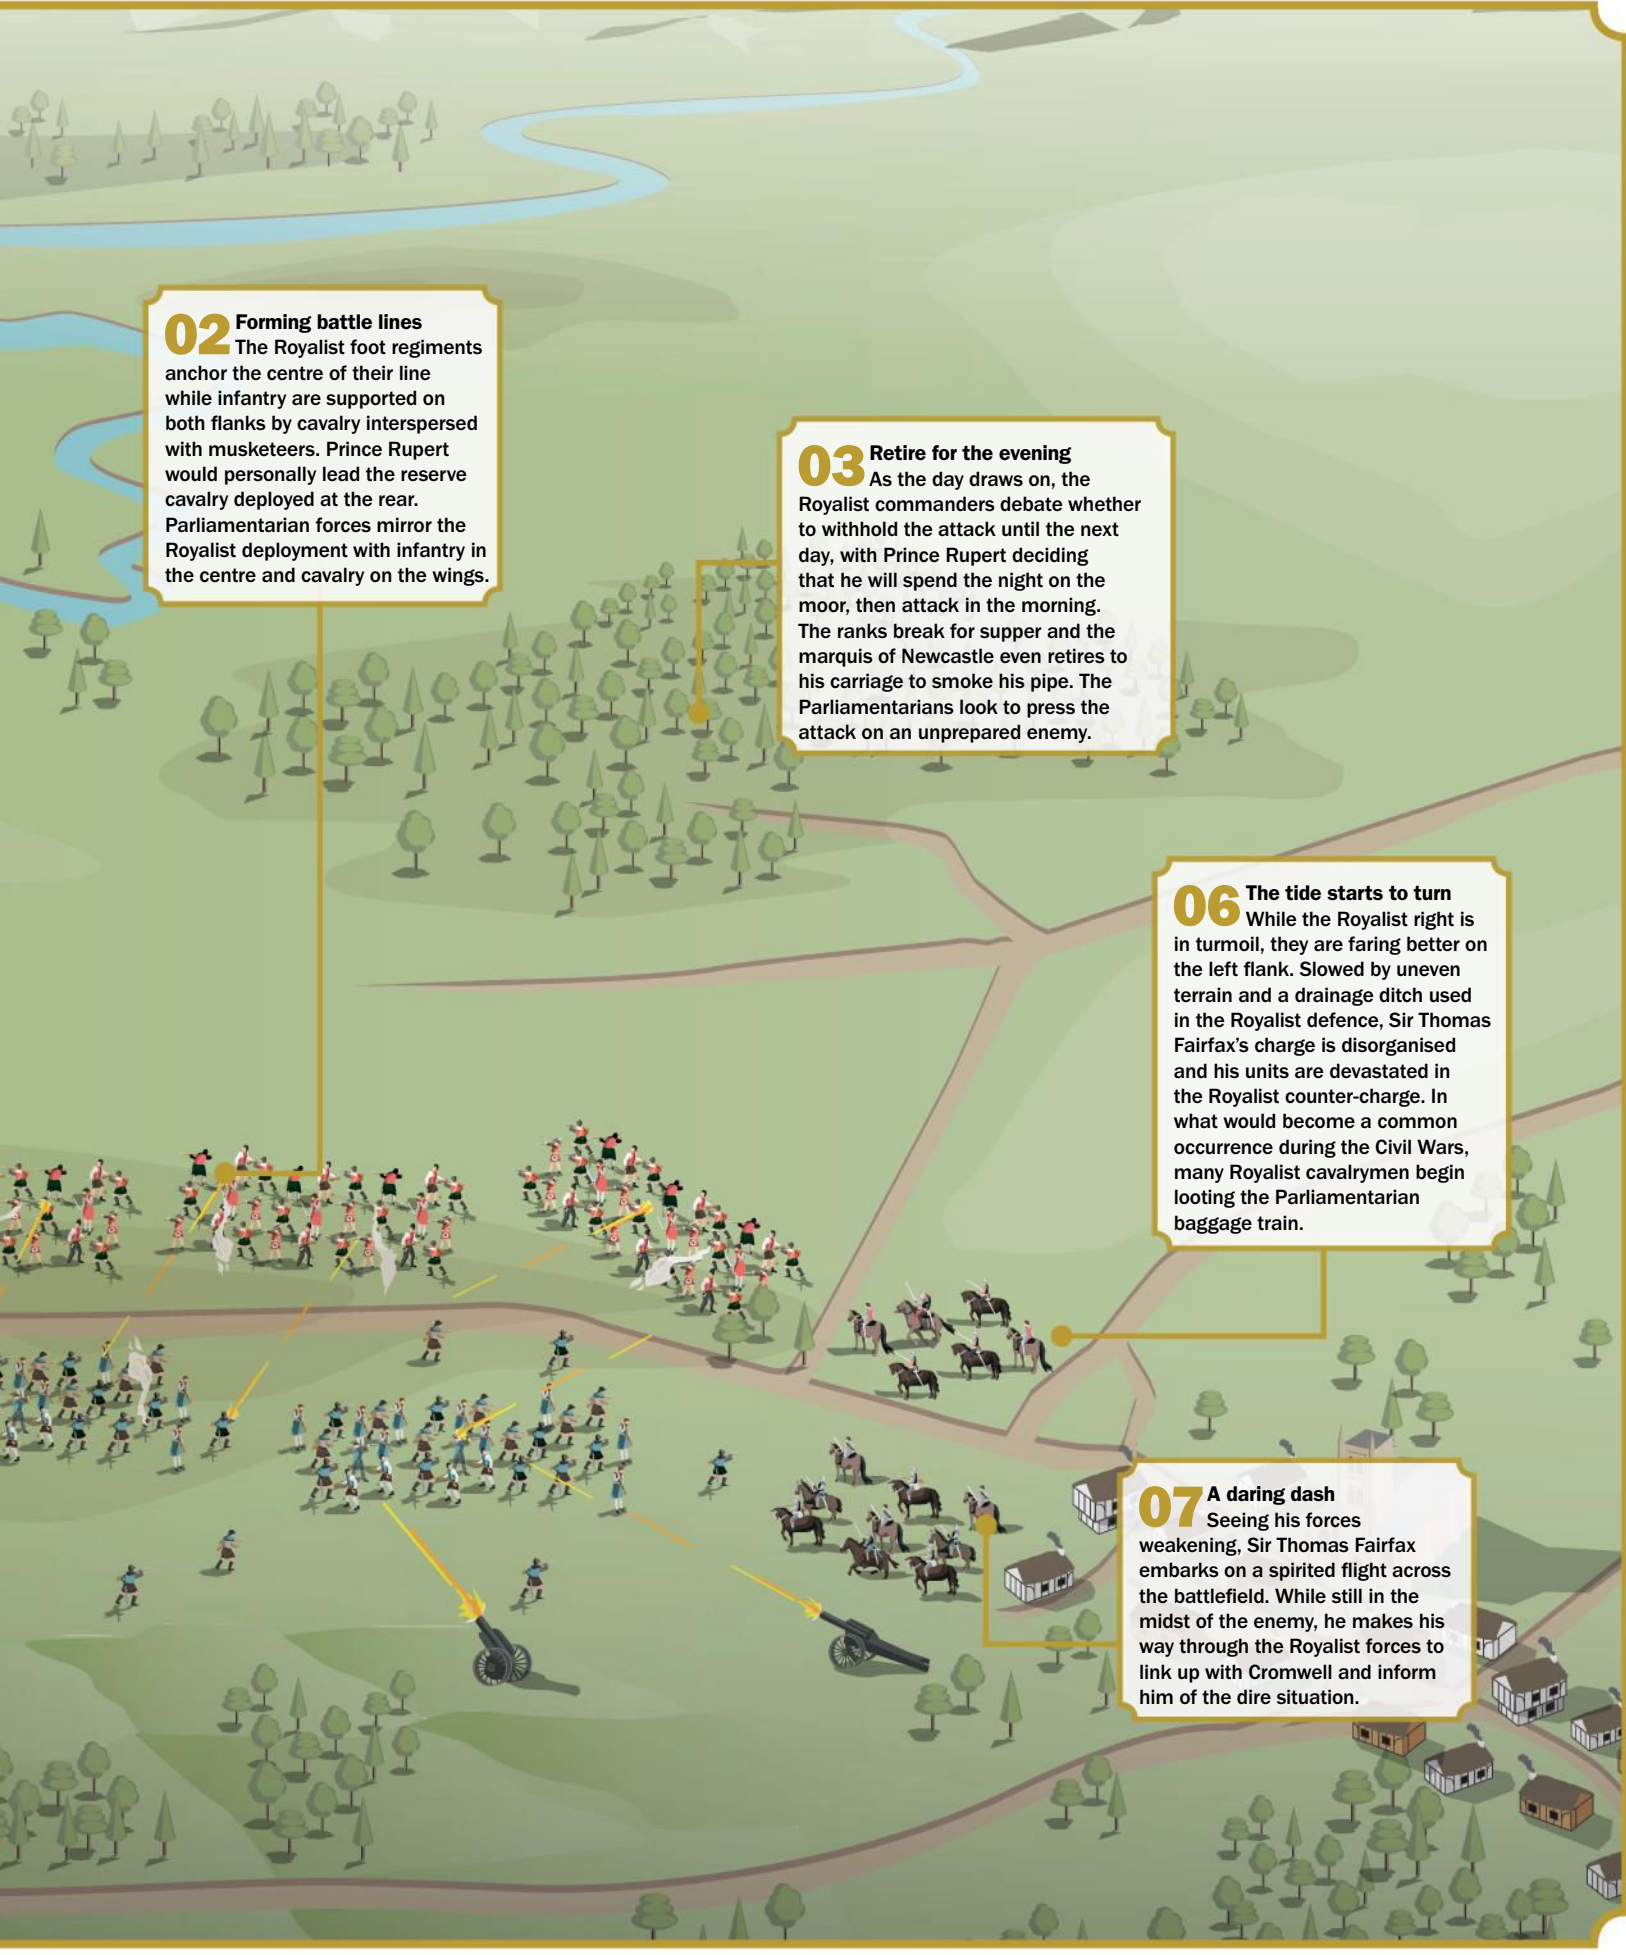 02 Forming battle lines
The Royalist foot regiments
anchor the centre of their line
while infantry are supported on
both flanks by cavalry interspersed
with musketeers. Prince Rupert
would personally lead the reserve
cavalry deployed at the rear.
Parliamentarian forces mirror the
Royalist deployment with infantry in
the centre and cavalry on the wings.
03 Retire for the evening
As the day draws on, the
Royalist commanders debate whether
to withhold the attack until the next
day, with Prince Rupert deciding
that he will spend the night on the
moor, then attack in the morning.
The ranks break for supper and the
marquis of Newcastle even retires to
his carriage to smoke his pipe. The
Parliamentarians look to press the
attack on an unprepared enemy.
06 The tide starts to turn
While the Royalist right is
in turmoil, they are faring better on
the left flank. Slowed by uneven
terrain and a drainage ditch used
in the Royalist defence, Sir Thomas
Fairfax's charge is disorganised
and his units are devastated in
the Royalist counter-charge. In
what would become a common
occurrence during the Civil Wars,
many Royalist cavalrymen begin
looting the Parliamentarian
baggage train.
07 A daring dash
Seeing his forces
weakening, Sir Thomas Fairfax
embarks on a spirited flight across
the battlefield. While still in the
midst of the enemy, he makes his
way through the Royalist forces to
link up with Cromwell and inform
him of the dire situation.